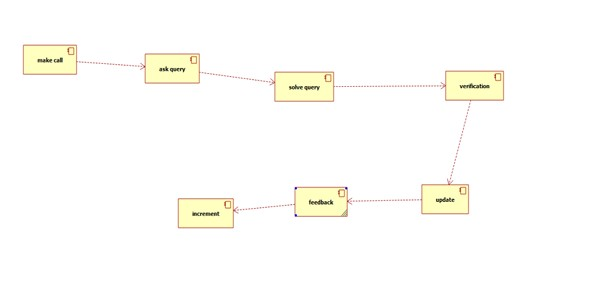 make call
ask query
solve query
verification
update
feedback
increment